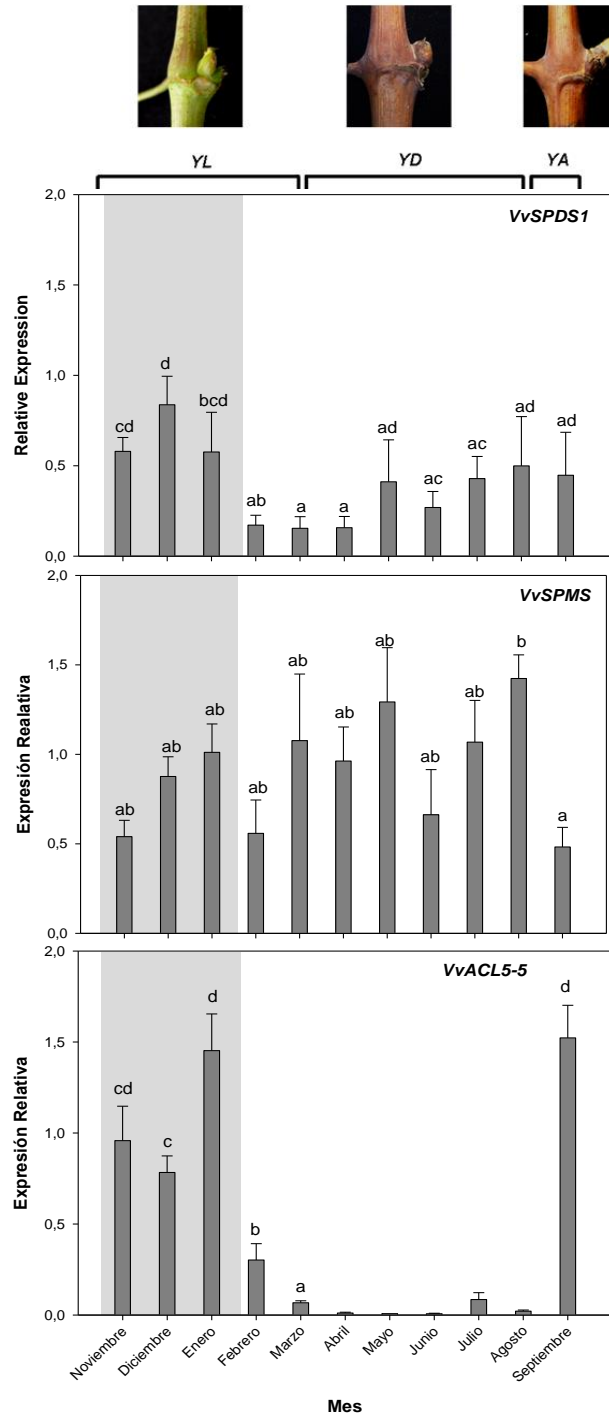 YL YD YA
VvSPDS1
Relative Expression
2,0
1,5
1,0
0,5
0,0
cd d bcd ab a a ad ac ac ad ad
VvSPMS
Expresión Realativa
2,0
1,5
1,0
0,5
0,0
ab ab ab ab ab ab ab ab ab b a
VvACL5-5
Expresión Relativa
2,0
1,5
1,0
0,5
0,0
cd c d b a d
Noviembre Diciembre Enero Febrero Marzo Abril Mayo Junio Julio Agosto Septiembre
Mes